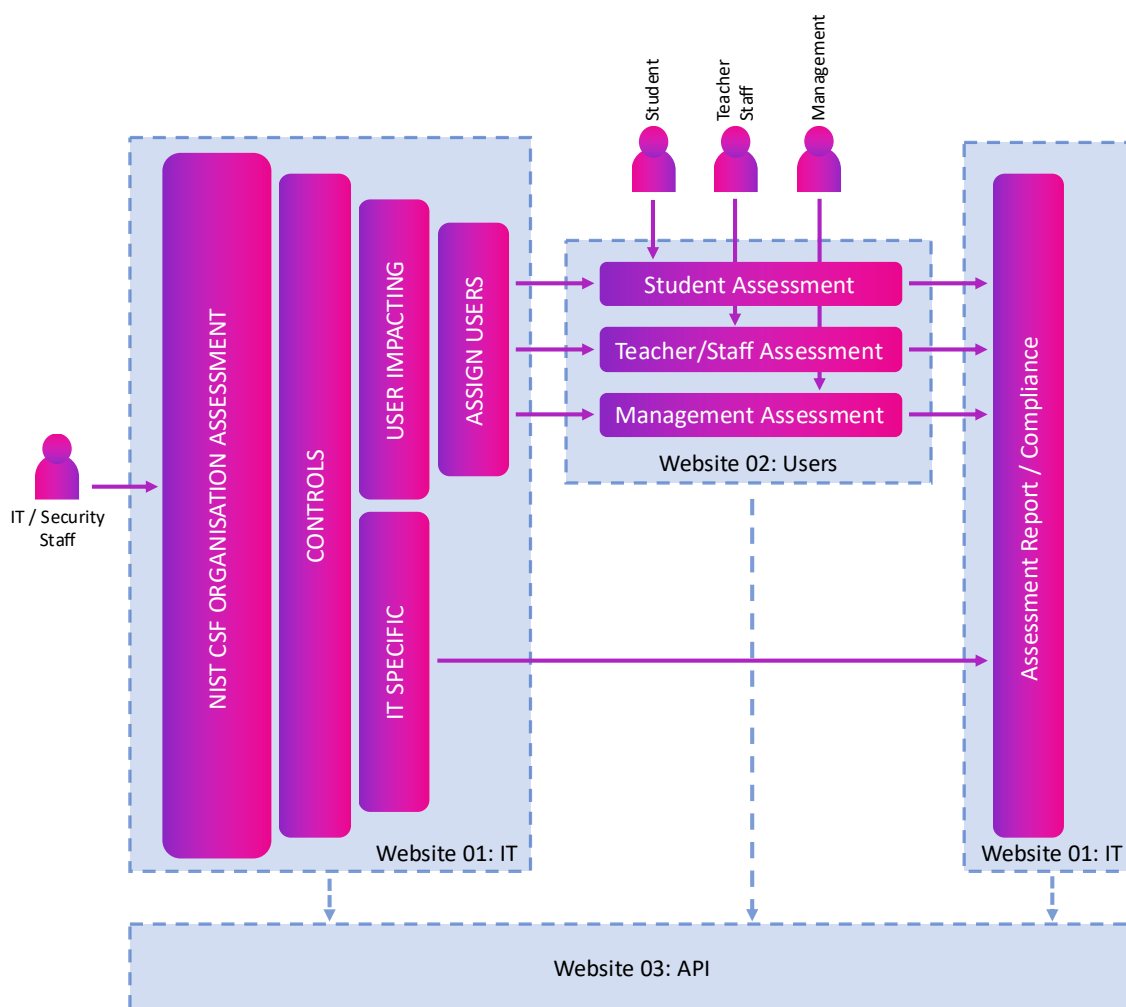 Student
Teacher
Staff
Management
IT / Security
Staff
NIST CSF ORGANISATION ASSESSMENT
CONTROLS
USER IMPACTING
IT SPECIFIC
ASSIGN USERS
Website 01: IT
Student Assessment
Teacher/Staff Assessment
Management Assessment
Website 02: Users
Assessment Report / Compliance
Website 01: IT
Website 03: API